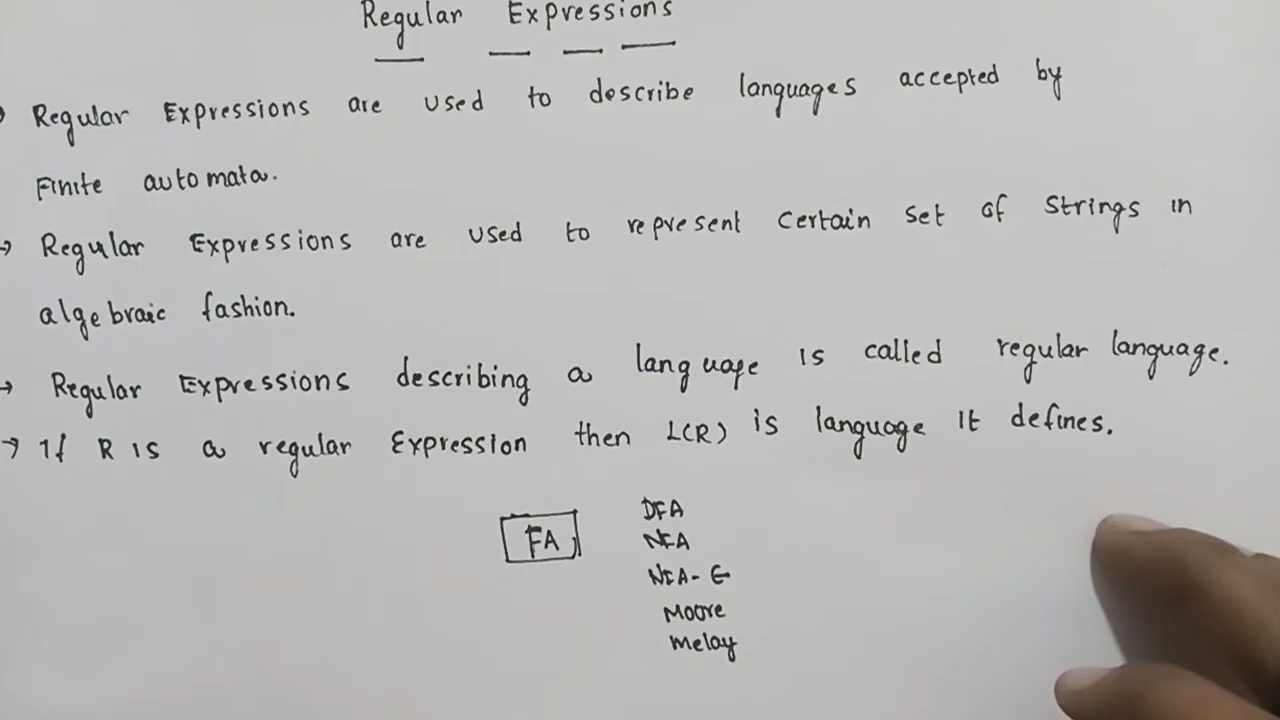 Regular Expressions
→ Regular Expressions are used to describe languages accepted by
Finite automata.
→ Regular Expressions are used to represent certain set of strings in
algebraic fashion.
→ Regular Expressions describing a language is called regular language.
→ If R is a regular Expression then L(R) is language It defines.
FA
DFA
NFA
NFA-ϵ
Moore
Melay